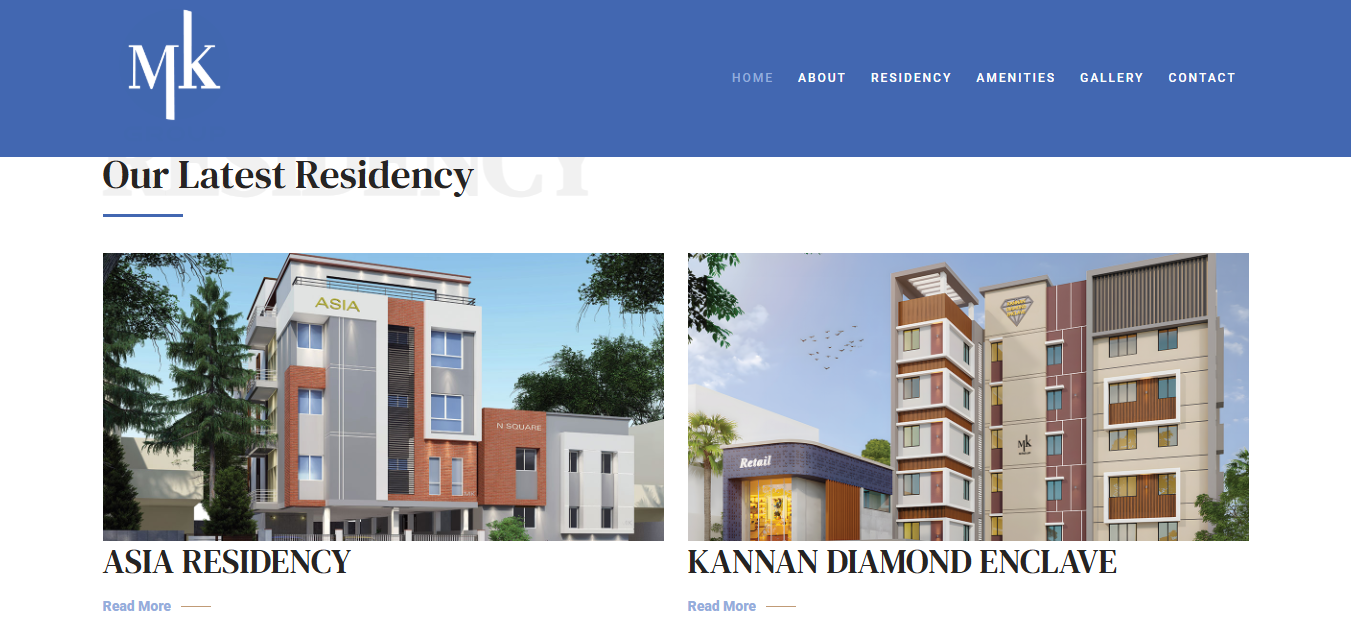 MK
HOME ABOUT RESIDENCY AMENITIES GALLERY CONTACT
RESIDENCY
Our Latest Residency
ASIA
N SQUARE
Retail
MK
ASIA RESIDENCY
KANNAN DIAMOND ENCLAVE
Read More
Read More